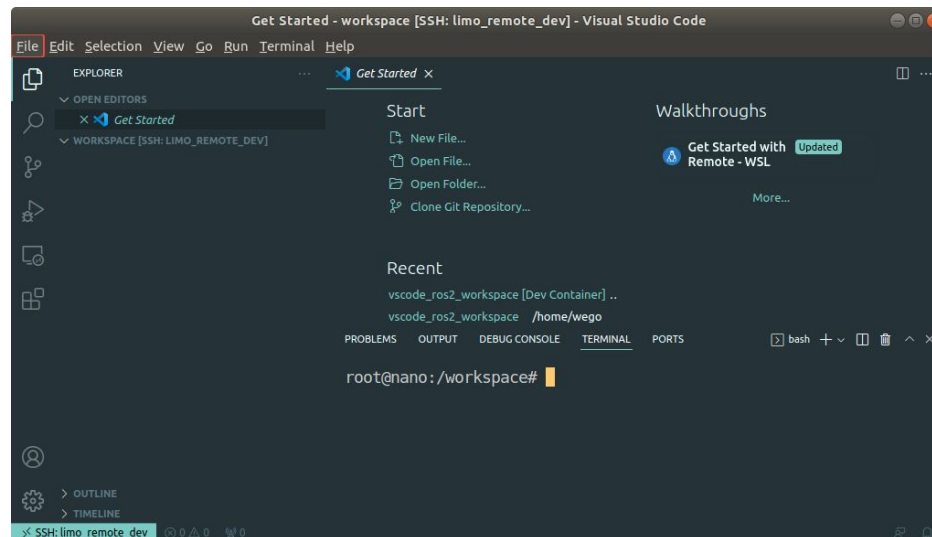 Get Started - workspace [SSH: limo_remote_dev] - Visual Studio Code
File Edit Selection View Go Run Terminal Help
EXPLORER
OPEN EDITORS
Get Started
WORKSPACE [SSH: LIMO_REMOTE_DEV]
OUTLINE
TIMELINE
Get Started
Start
New File...
Open File...
Open Folder...
Clone Git Repository...
Recent
vscode_ros2_workspace [Dev Container] ..
vscode_ros2_workspace /home/wego
Walkthroughs
Get Started with Updated
Remote - WSL
More...
PROBLEMS OUTPUT DEBUG CONSOLE TERMINAL PORTS bash
root@nano:/workspace#
SSH: limo_remote_dev 0 0 0